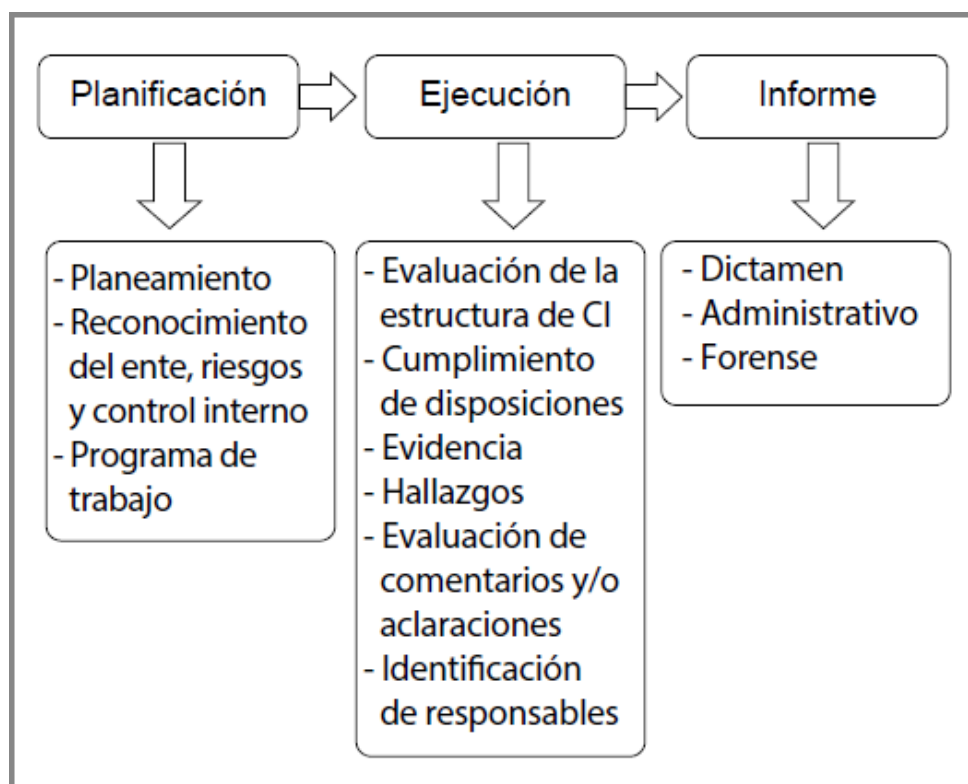 Planificación
Ejecución
Informe
- Planeamiento
- Reconocimiento
del ente, riesgos
y control interno
- Programa de
trabajo
- Evaluación de la
estructura de CI
- Cumplimiento
de disposiciones
- Evidencia
- Hallazgos
- Evaluación de
comentarios y/o
aclaraciones
- Identificación
de responsables
- Dictamen
- Administrativo
- Forense